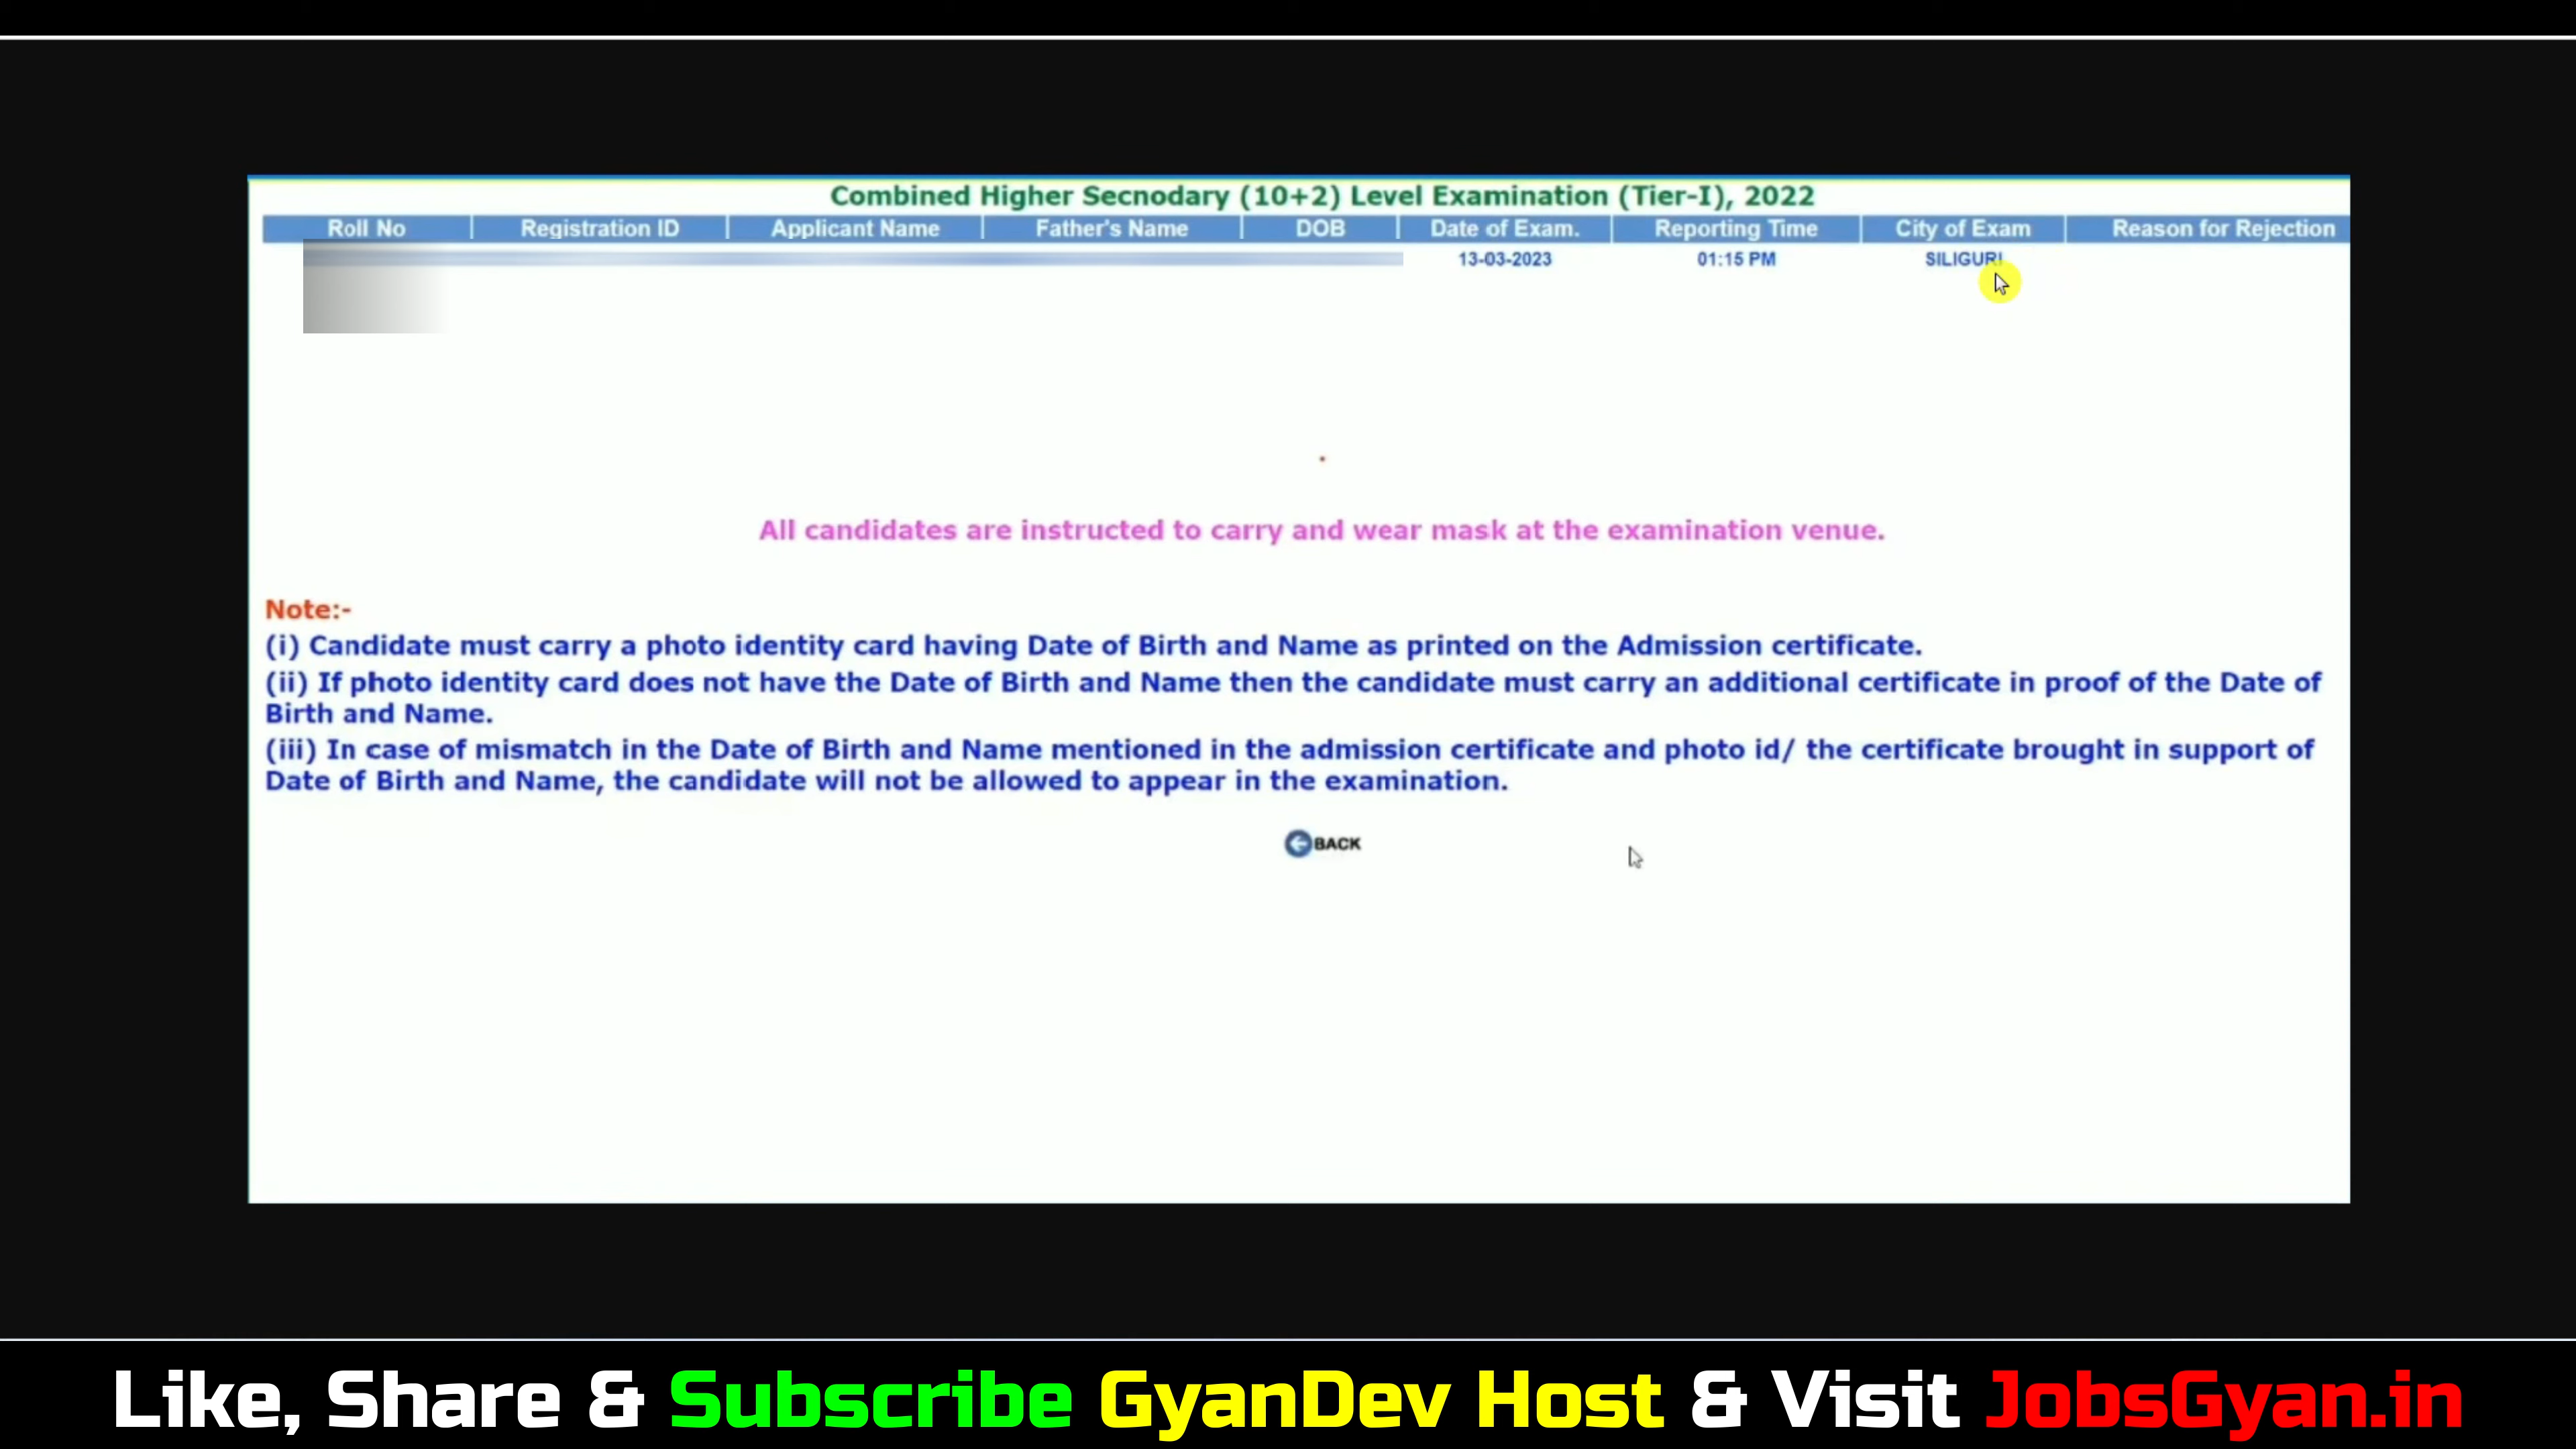 Combined Higher Secnodary (10+2) Level Examination (Tier-I), 2022
Roll No Registration ID Applicant Name Father's Name DOB Date of Exam. Reporting Time City of Exam Reason for Rejection
13-03-2023 01:15 PM SILIGURI
All candidates are instructed to carry and wear mask at the examination venue.
Note:-
(i) Candidate must carry a photo identity card having Date of Birth and Name as printed on the Admission certificate.
(ii) If photo identity card does not have the Date of Birth and Name then the candidate must carry an additional certificate in proof of the Date of
Birth and Name.
(iii) In case of mismatch in the Date of Birth and Name mentioned in the admission certificate and photo id/ the certificate brought in support of
Date of Birth and Name, the candidate will not be allowed to appear in the examination.
BACK
Like, Share & Subscribe GyanDev Host & Visit JobsGyan.in